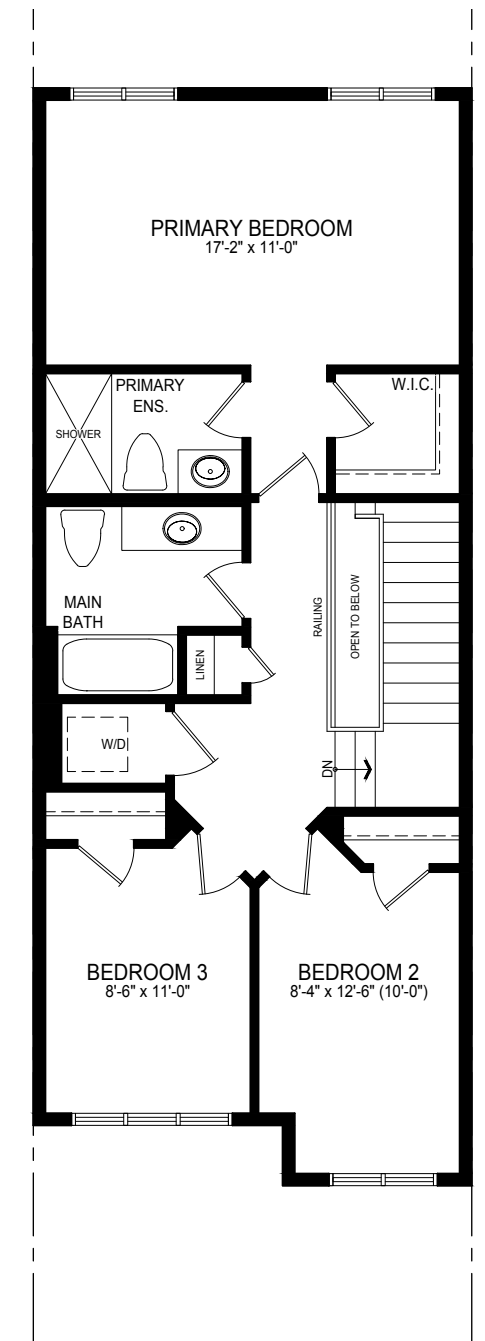 PRIMARY BEDROOM
17'-2" x 11'-0"
PRIMARY
ENS.
W.I.C.
SHOWER
MAIN
BATH
RAILING
OPEN TO BELOW
LINEN
W/D
DN
BEDROOM 3
8'-6" x 11'-0"
BEDROOM 2
8'-4" x 12'-6" (10'-0")